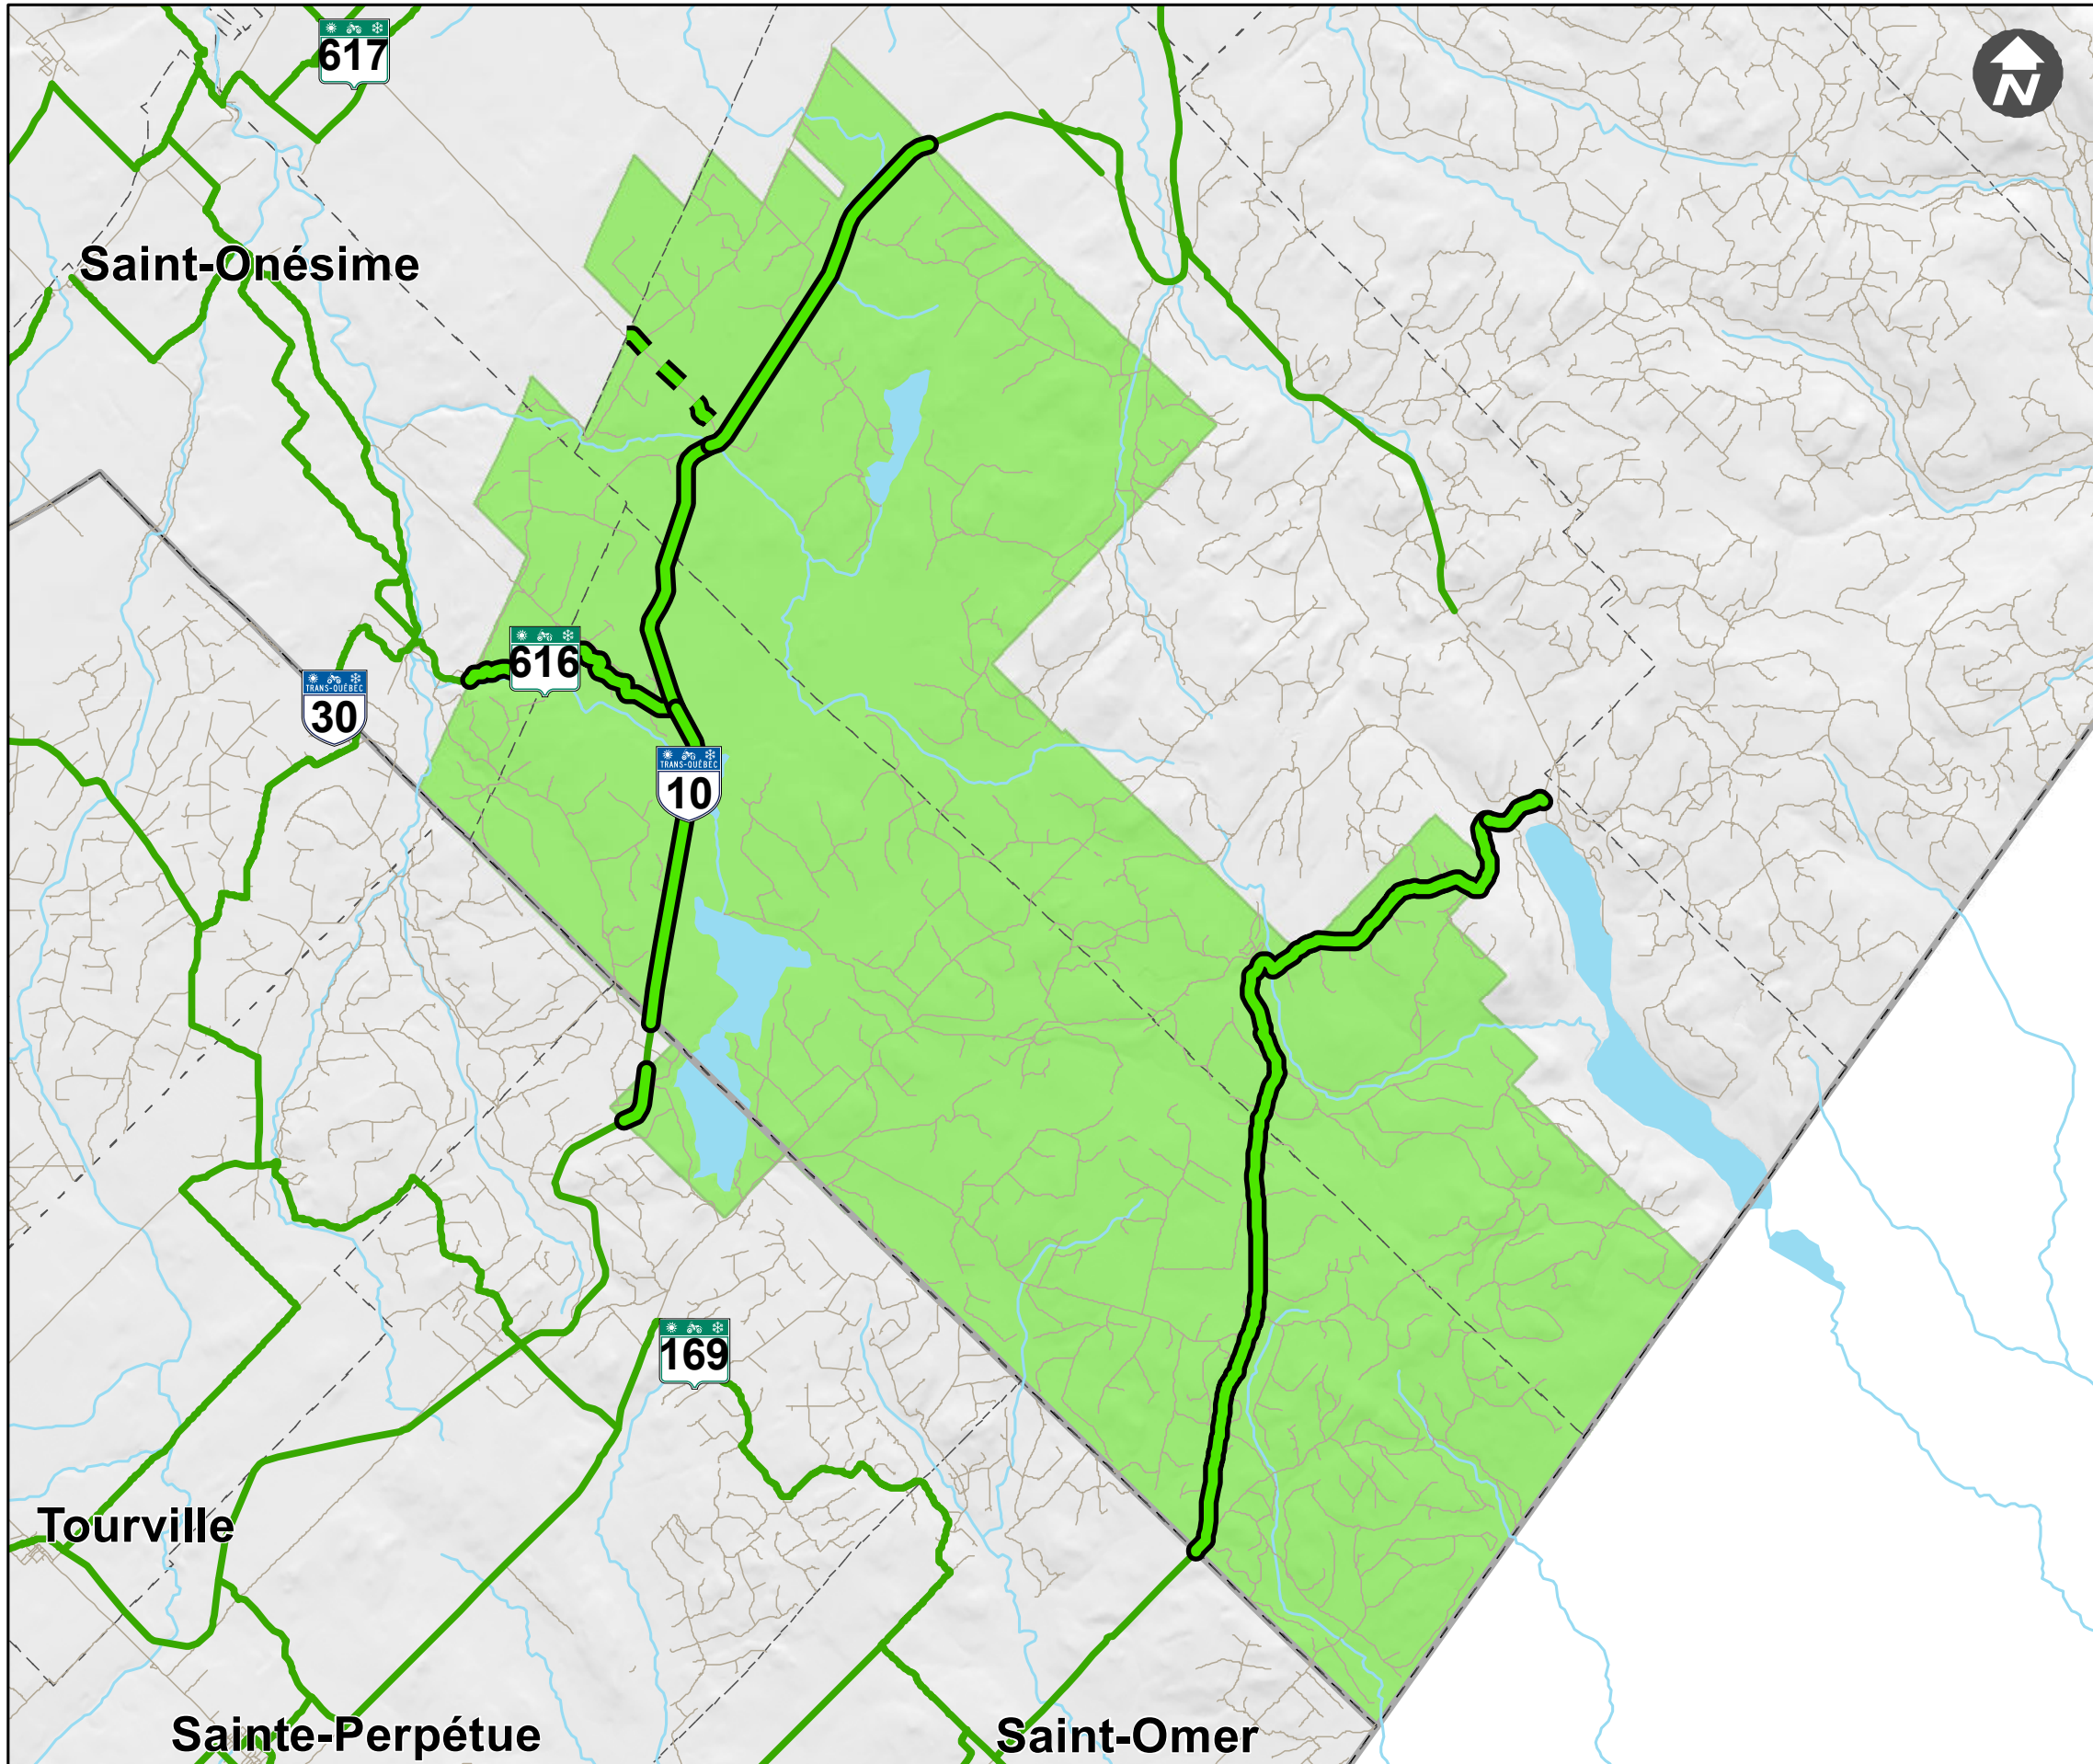 617
N
Saint-Onésime
616
TRANS-QUÉBEC
30
TRANS-QUÉBEC
10
169
Tourville
Sainte-Perpétue
Saint-Omer